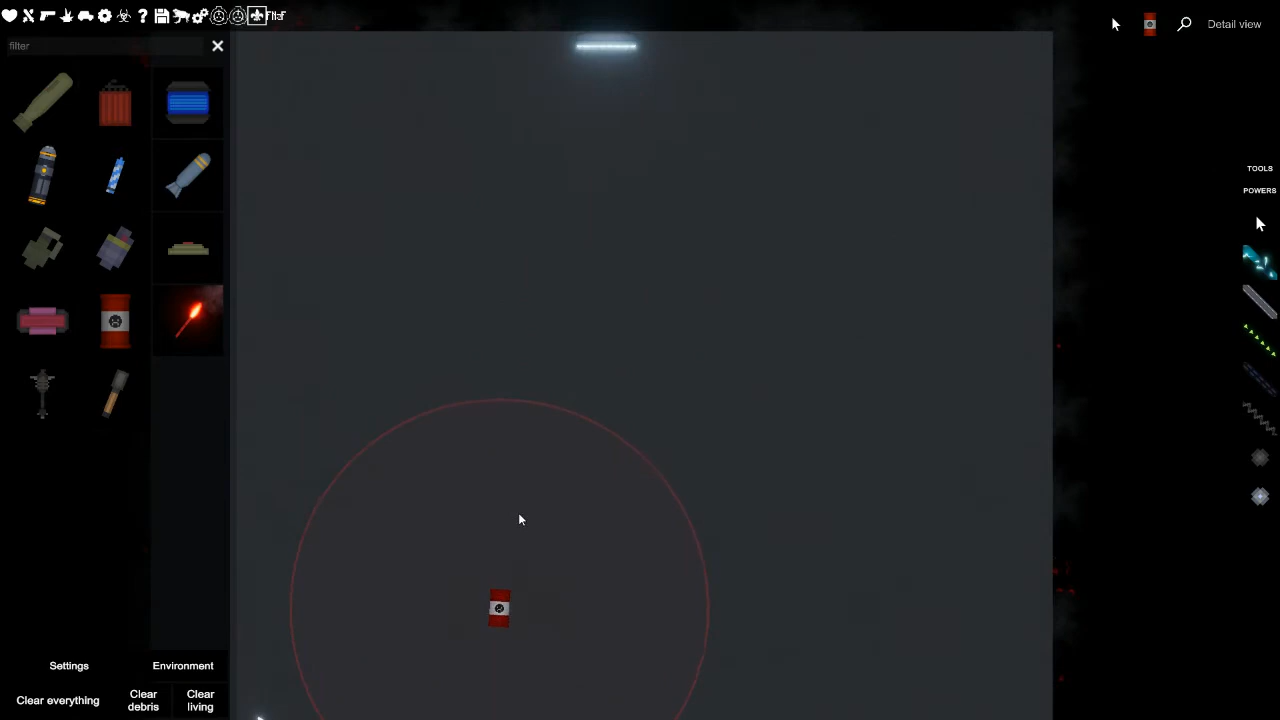 filter
Detail view
TOOLS
POWERS
Settings
Environment
Clear everything
Clear
debris
Clear
living